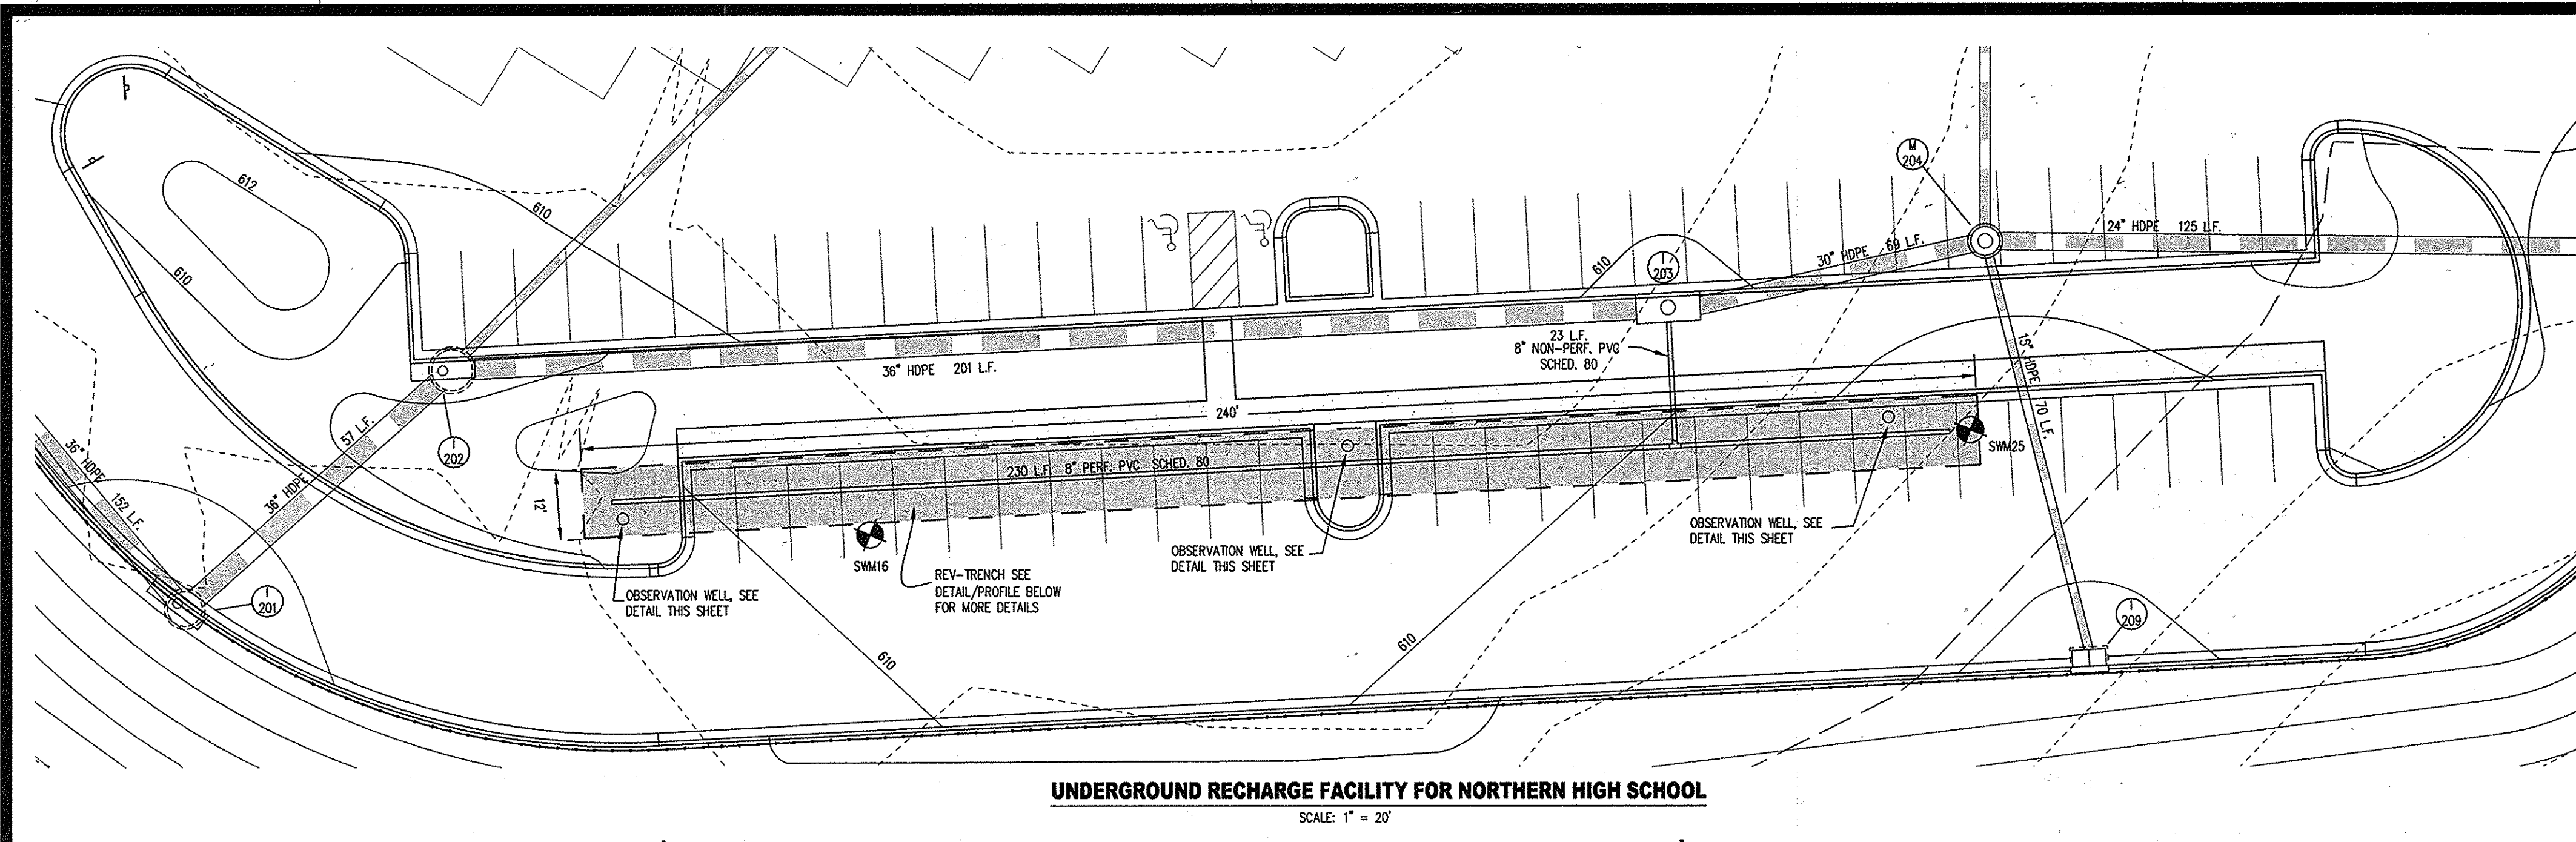 612
610
610
M
204
24" HDPE 125 L.F.
30" HDPE 69 L.F.
610
I
203
23 L.F.
8" NON-PERF. PVC
SCHED. 80
36" HDPE 201 L.F.
15" HDPE 70 L.F.
240'
57 L.F.
36" HDPE
I
202
36" HDPE 152 L.F.
230 L.F. 8" PERF. PVC SCHED. 80
SWM25
12'
OBSERVATION WELL, SEE
DETAIL THIS SHEET
OBSERVATION WELL, SEE
DETAIL THIS SHEET
SWM16
REV-TRENCH SEE
DETAIL/PROFILE BELOW
FOR MORE DETAILS
OBSERVATION WELL, SEE
DETAIL THIS SHEET
I
201
I
209
610
610
UNDERGROUND RECHARGE FACILITY FOR NORTHERN HIGH SCHOOL
SCALE: 1" = 20'